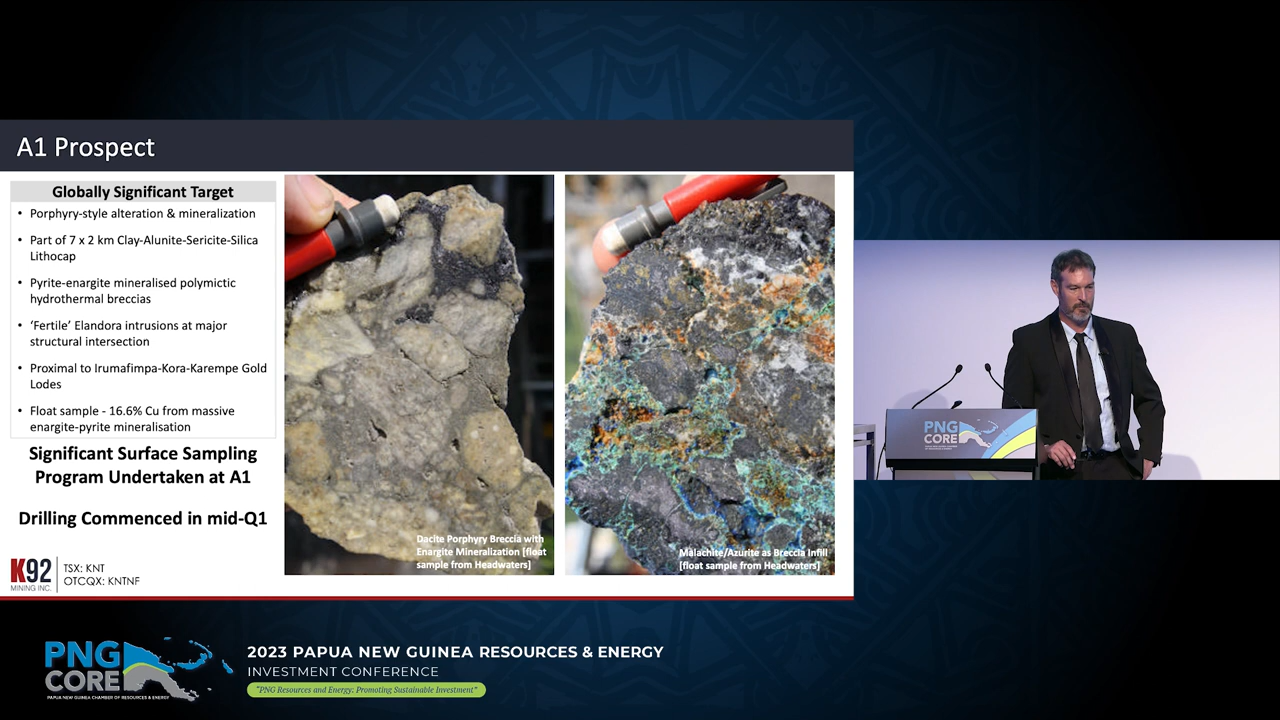 A1 Prospect
Globally Significant Target
• Porphyry-style alteration & mineralization
• Part of 7 x 2 km Clay-Alunite-Sericite-Silica
Lithocap
• Pyrite-enargite mineralised polymictic
hydrothermal breccias
• ‘Fertile’ Elandora intrusions at major
structural intersection
• Proximal to Irumafimpa-Kora-Karempe Gold
Lodes
• Float sample - 16.6% Cu from massive
enargite-pyrite mineralisation
Significant Surface Sampling
Program Undertaken at A1
Drilling Commenced in mid-Q1
K92
MINING INC.
TSX: KNT
OTCQX: KNTNF
Dacite Porphyry Breccia with
Enargite Mineralization [float
sample from Headwaters]
Malachite/Azurite as Breccia Infill
[float sample from Headwaters]
PNG
CORE
PNG
CORE
PAPUA NEW GUINEA CHAMBER OF RESOURCES & ENERGY
2023 PAPUA NEW GUINEA RESOURCES & ENERGY
INVESTMENT CONFERENCE
"PNG Resources and Energy: Promoting Sustainable Investment"